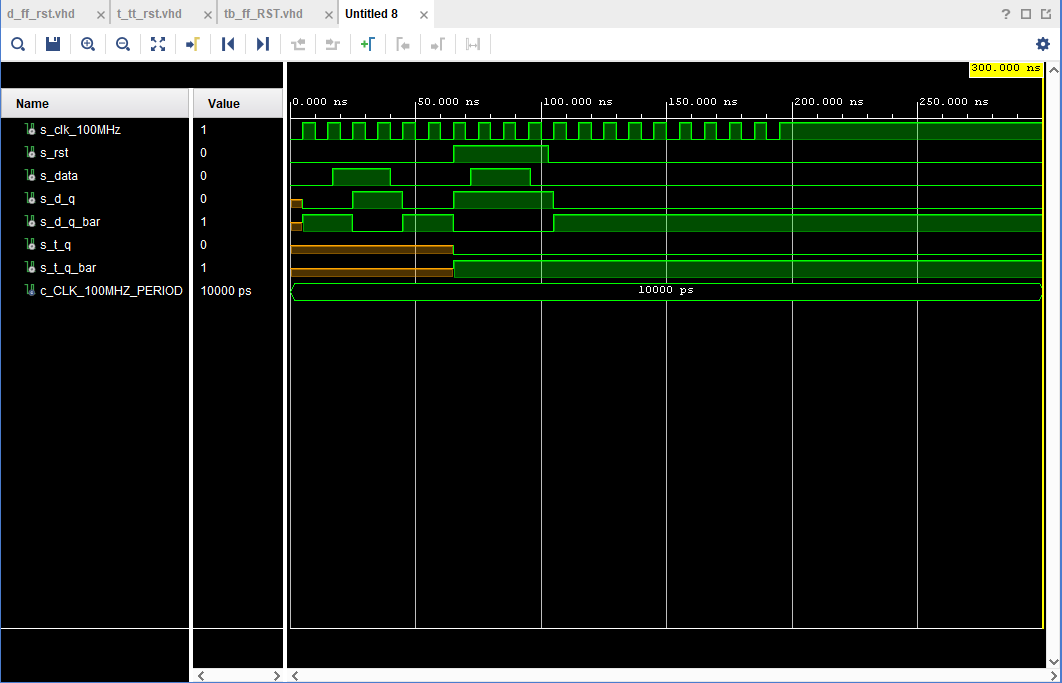 d_ff_rst.vhd × t_tt_rst.vhd × tb_ff_RST.vhd × Untitled 8 × ?
300.000 ns
Name Value 0.000 ns 50.000 ns 100.000 ns 150.000 ns 200.000 ns 250.000 ns
s_clk_100MHz 1
s_rst 0
s_data 0
s_d_q 0
s_d_q_bar 1
s_t_q 0
s_t_q_bar 1
c_CLK_100MHZ_PERIOD 10000 ps 10000 ps